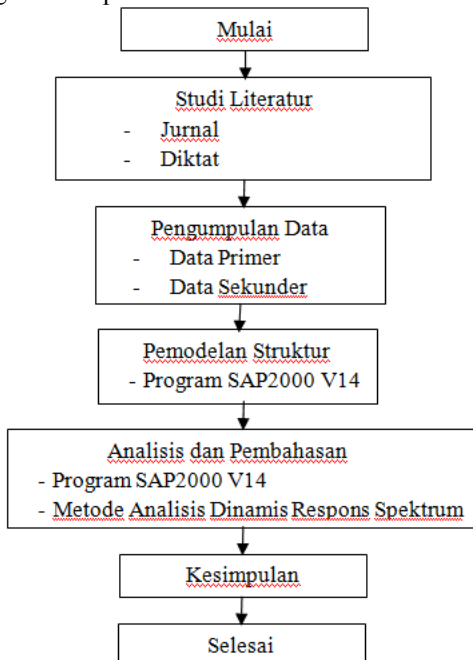 Mulai
Studi Literatur
- Jurnal
- Diktat
Pengumpulan Data
- Data Primer
- Data Sekunder
Pemodelan Struktur
- Program SAP2000 V14
Analisis dan Pembahasan
- Program SAP2000 V14
- Metode Analisis Dinamis Respons Spektrum
Kesimpulan
Selesai